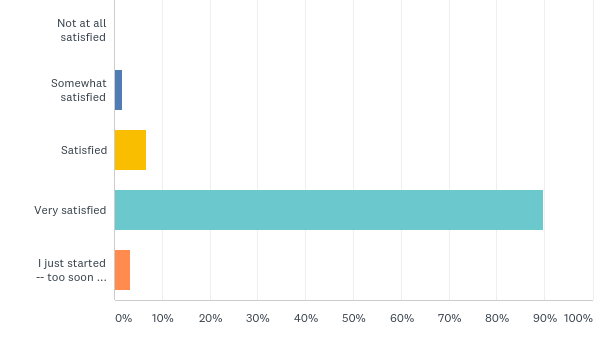 Not at all
satisfied
Somewhat
satisfied
Satisfied
Very satisfied
I just started
-- too soon ...
0% 10% 20% 30% 40% 50% 60% 70% 80% 90% 100%